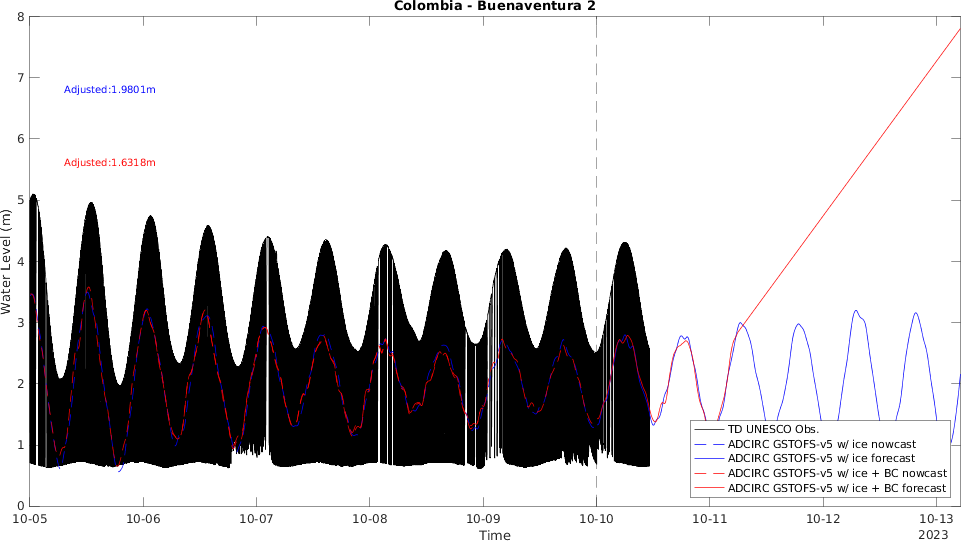 Colombia - Buenaventura 2
8
7
6
5
4
3
2
1
0
Water Level (m)
Adjusted:1.9801m
Adjusted:1.6318m
TD UNESCO Obs.
ADCIRC GSTOFS-v5 w/ ice nowcast
ADCIRC GSTOFS-v5 w/ ice forecast
ADCIRC GSTOFS-v5 w/ ice + BC nowcast
ADCIRC GSTOFS-v5 w/ ice + BC forecast
10-05 10-06 10-07 10-08 10-09 10-10 10-11 10-12 10-13
Time
2023